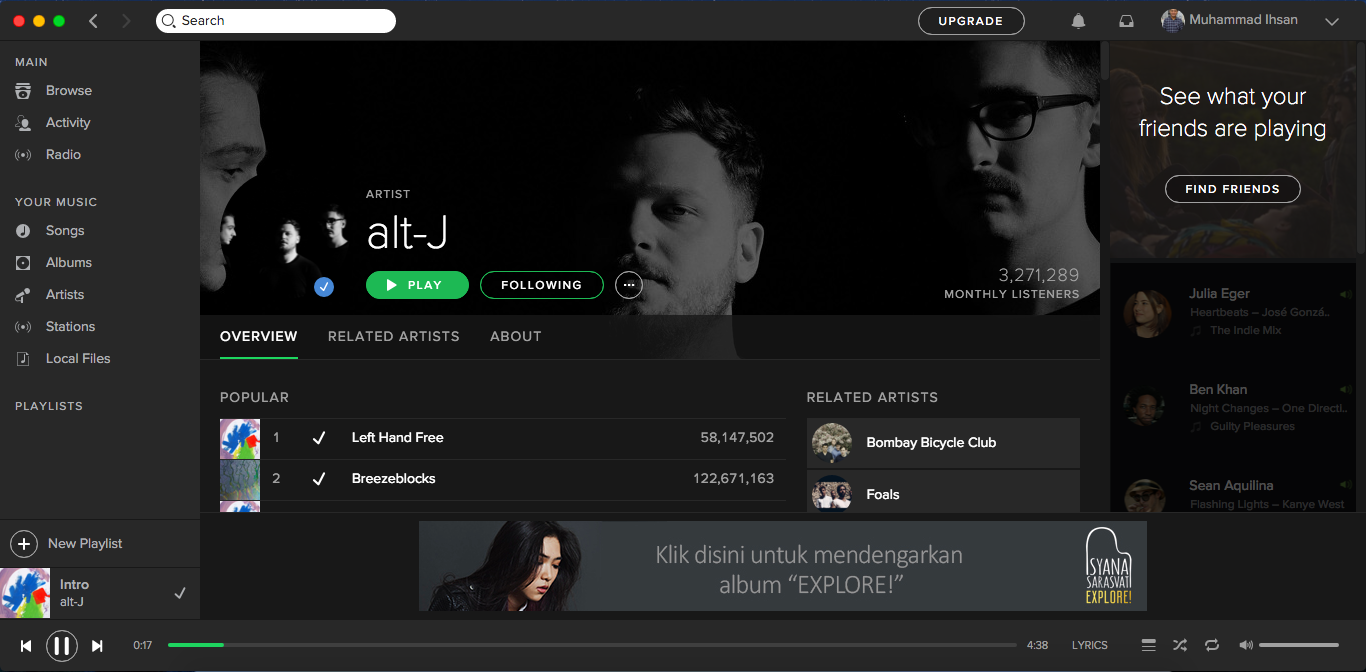 Search
UPGRADE
Muhammad Ihsan
MAIN
Browse
Activity
Radio
YOUR MUSIC
Songs
Albums
Artists
Stations
Local Files
PLAYLISTS
New Playlist
Intro
alt-J
ARTIST
alt-J
PLAY
FOLLOWING
3,271,289
MONTHLY LISTENERS
OVERVIEW RELATED ARTISTS ABOUT
POPULAR
1 Left Hand Free 58,147,502
2 Breezeblocks 122,671,163
RELATED ARTISTS
Bombay Bicycle Club
Foals
See what your
friends are playing
FIND FRIENDS
Julia Eger
Heartbeats – José Gonzá..
The Indie Mix
Ben Khan
Night Changes – One Directi..
Guilty Pleasures
Sean Aquilina
Flashing Lights – Kanye West
Klik disini untuk mendengarkan
album “EXPLORE!”
ISYANA
SARASVATI
EXPLORE!
0:17
4:38
LYRICS